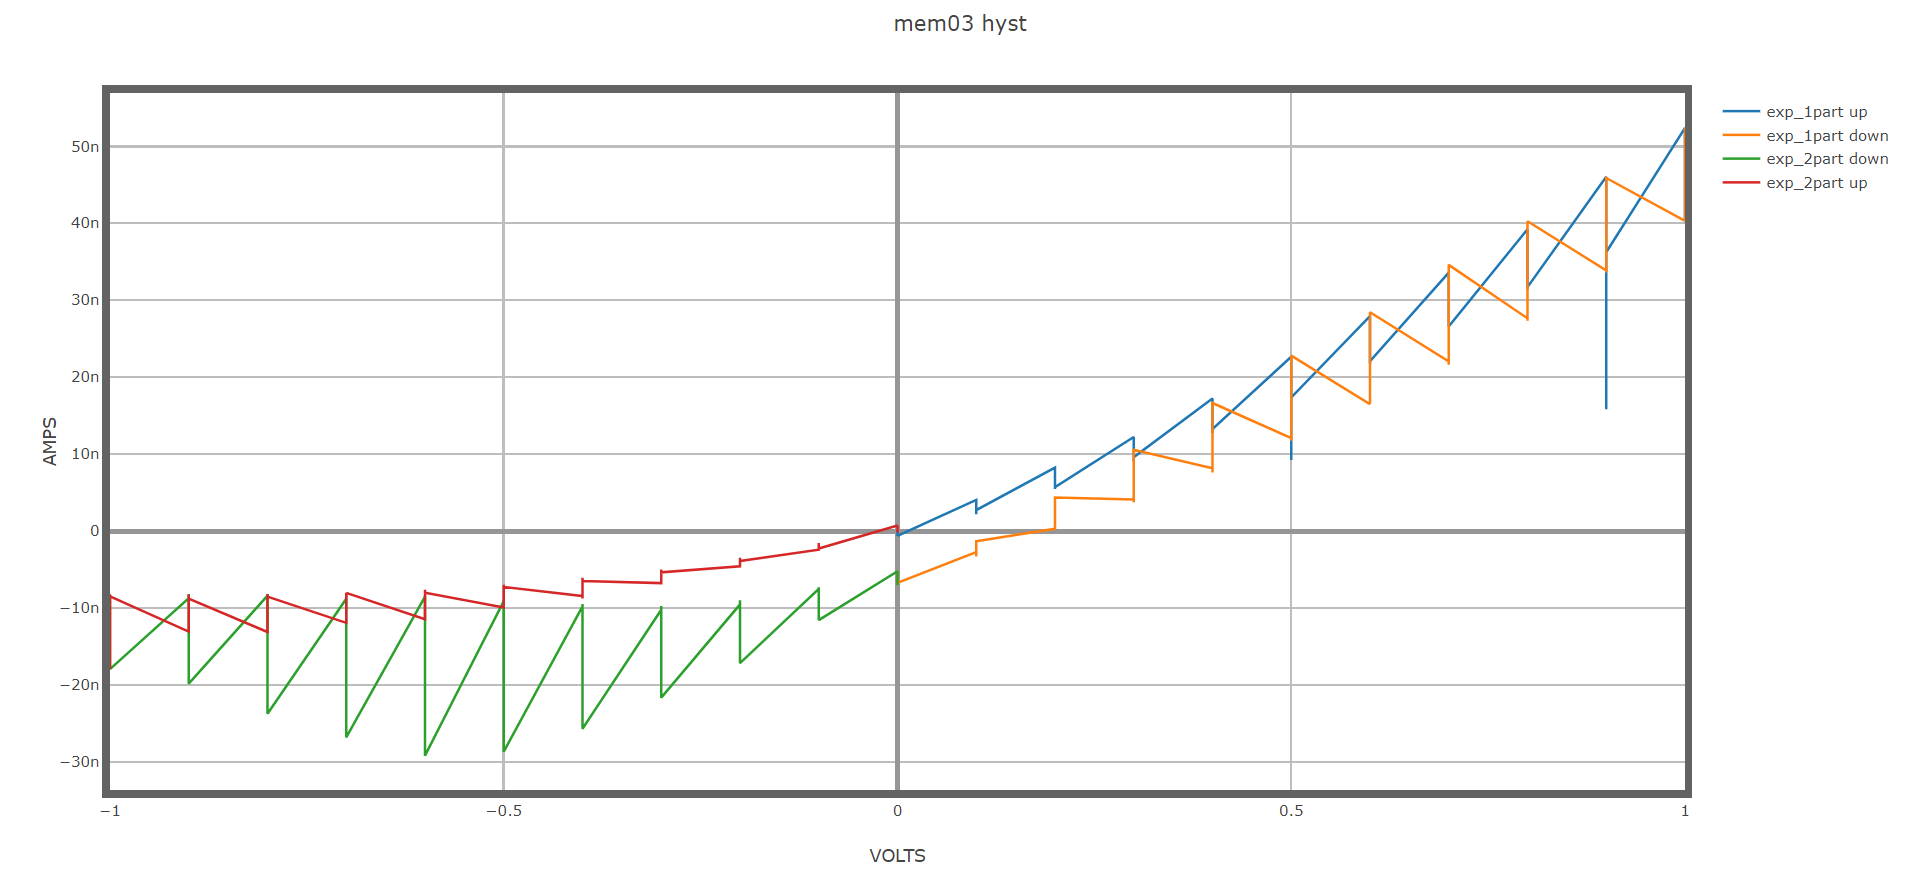 mem03 hyst
exp_1part up
exp_1part down
exp_2part down
exp_2part up
50n
40n
30n
20n
10n
0
−10n
−20n
−30n
AMPS
−1
−0.5
0
0.5
1
VOLTS